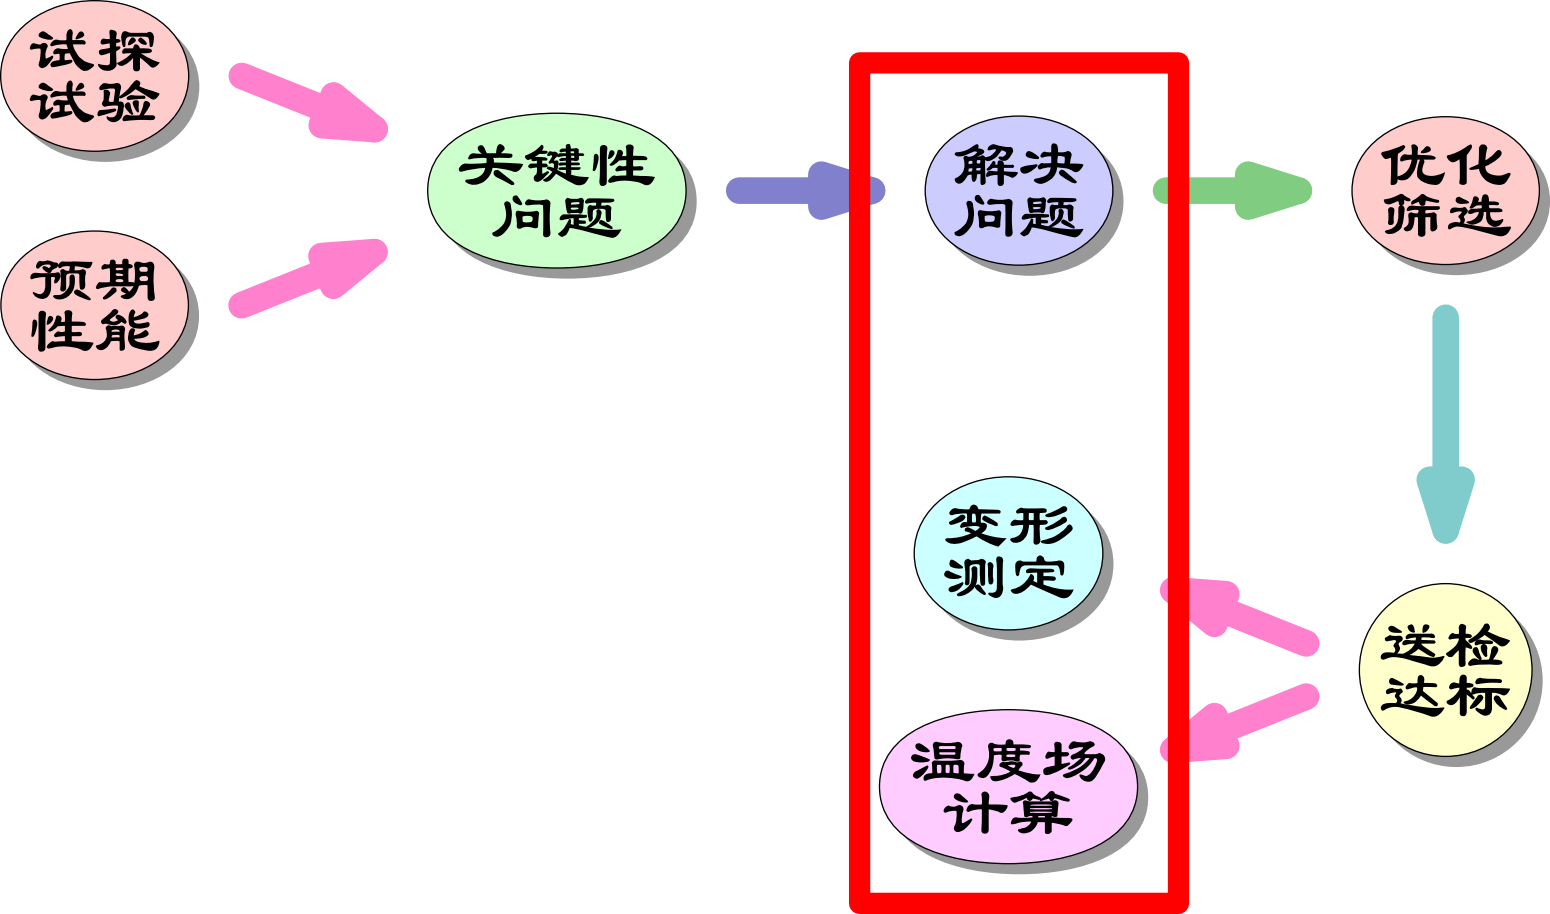 试探
试验
预期
性能
关键性
问题
解决
问题
优化
筛选
变形
测定
温度场
计算
送检
达标